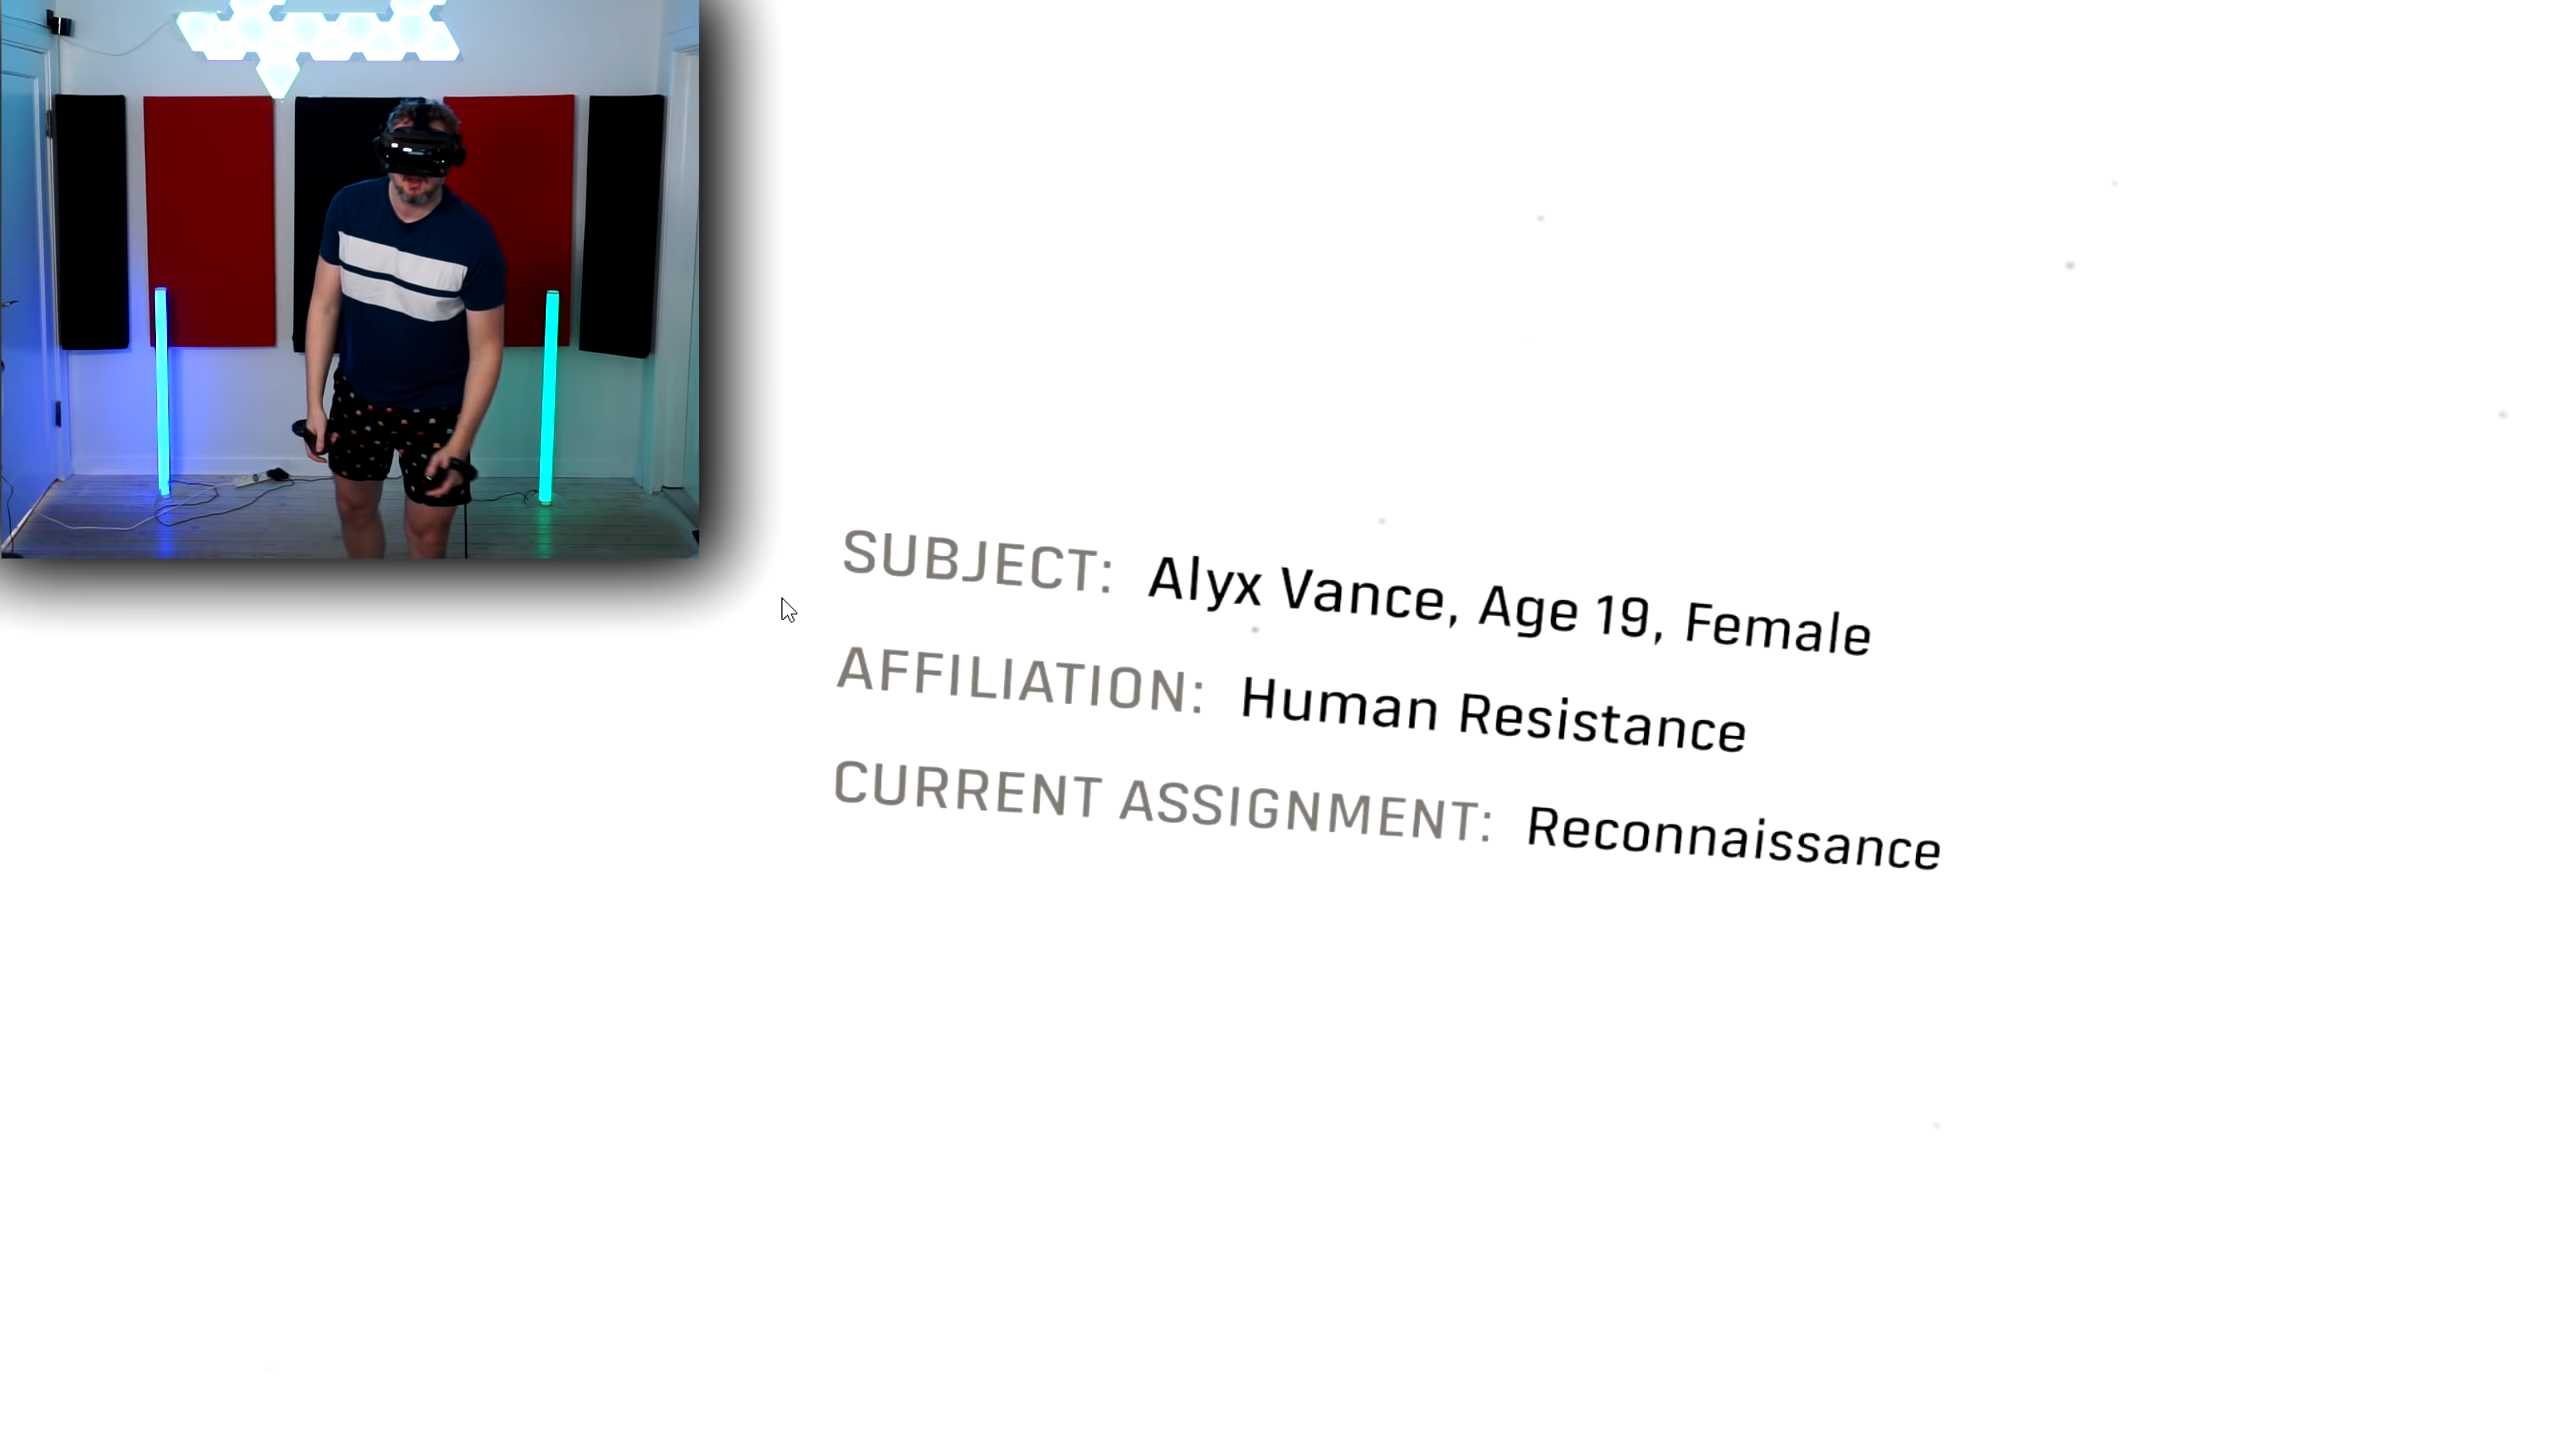 SUBJECT: Alyx Vance, Age 19, Female
AFFILIATION: Human Resistance
CURRENT ASSIGNMENT: Reconnaissance